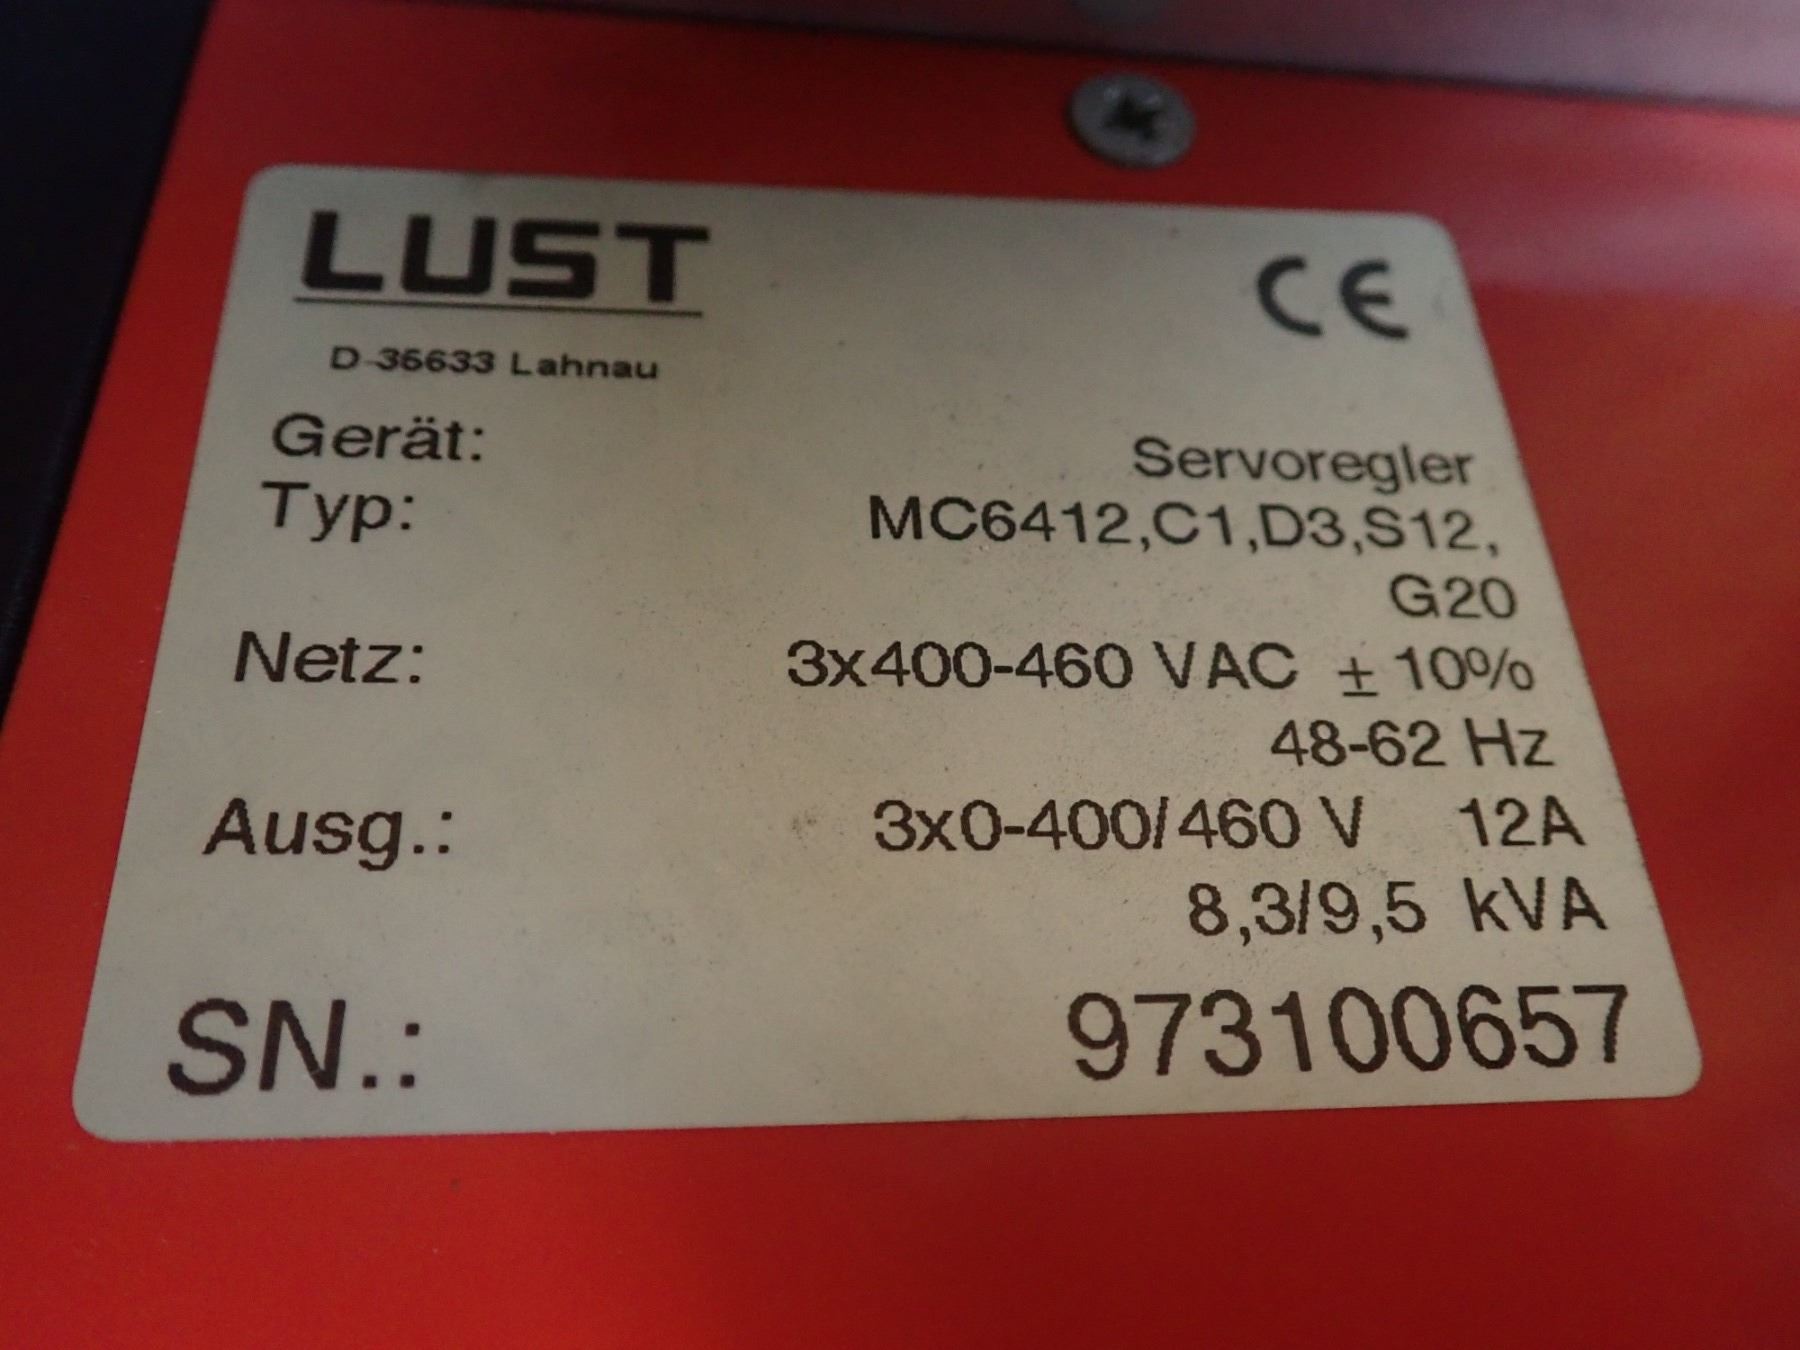 LUST
CE
D-35633 Lahnau
Gerät: Servoregler
Typ: MC6412,C1,D3,S12,
G20
Netz: 3x400-460 VAC ± 10%
48-62 Hz
Ausg.: 3x0-400/460 V 12A
8,3/9,5 kVA
SN.: 973100657